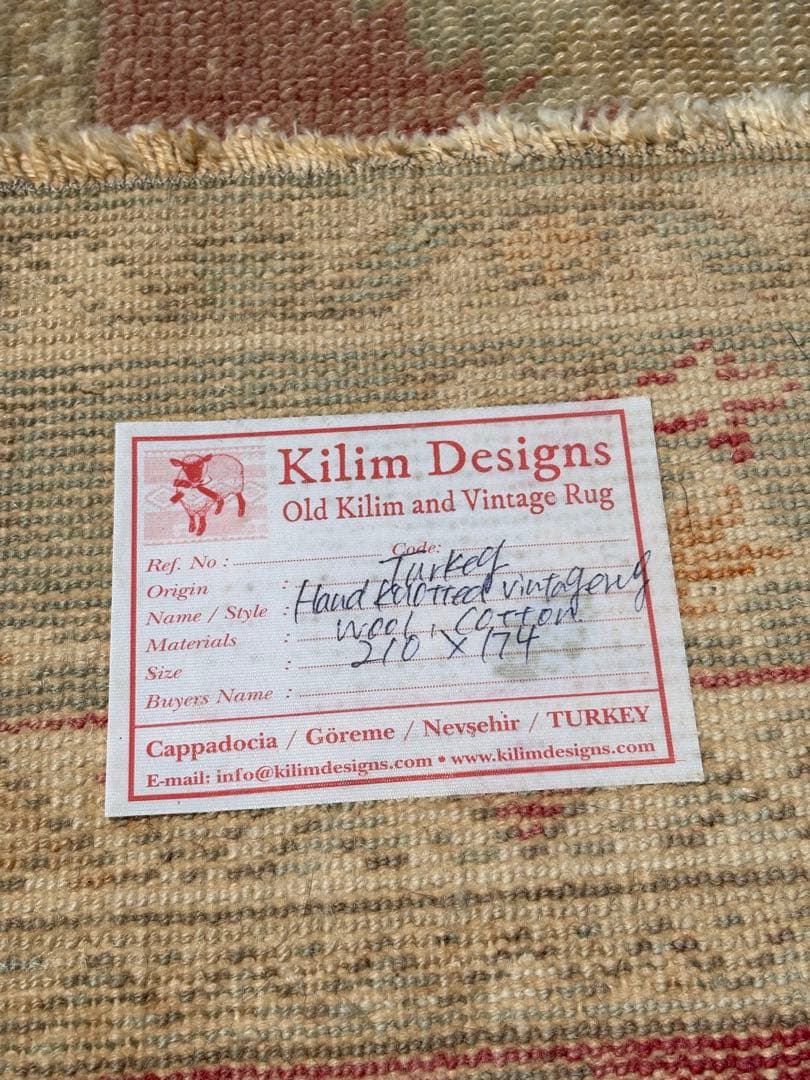 Kilim Designs
Old Kilim and Vintage Rug
Ref. No : Code:
Origin : Turkey
Name / Style : Hand knotted vintage rug
Materials : wool, cotton
Size : 210 x 174
Buyers Name :
Cappadocia / Göreme / Nevşehir / TURKEY
E-mail: info@kilimdesigns.com • www.kilimdesigns.com